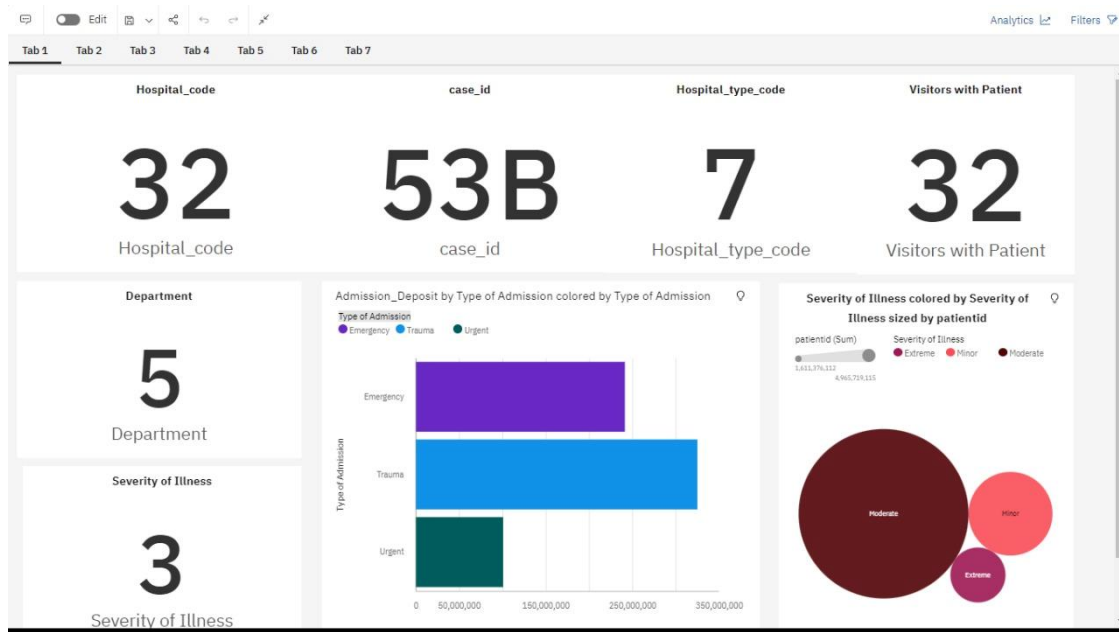 Edit
Analytics
Filters
Tab 1 Tab 2 Tab 3 Tab 4 Tab 5 Tab 6 Tab 7
Hospital_code
32
Hospital_code
case_id
53B
case_id
Hospital_type_code
7
Hospital_type_code
Visitors with Patient
32
Visitors with Patient
Department
5
Department
Severity of Illness
3
Severity of Illness
Admission_Deposit by Type of Admission colored by Type of Admission
Type of Admission
Emergency Trauma Urgent
Type of Admission
Emergency
Trauma
Urgent
0 50,000,000 150,000,000 250,000,000 350,000,000
Severity of Illness colored by Severity of
Illness sized by patientid
patientid (Sum)
1,611,376,112
4,965,719,115
Severity of Illness
Extreme Minor Moderate
Moderate
Minor
Extreme